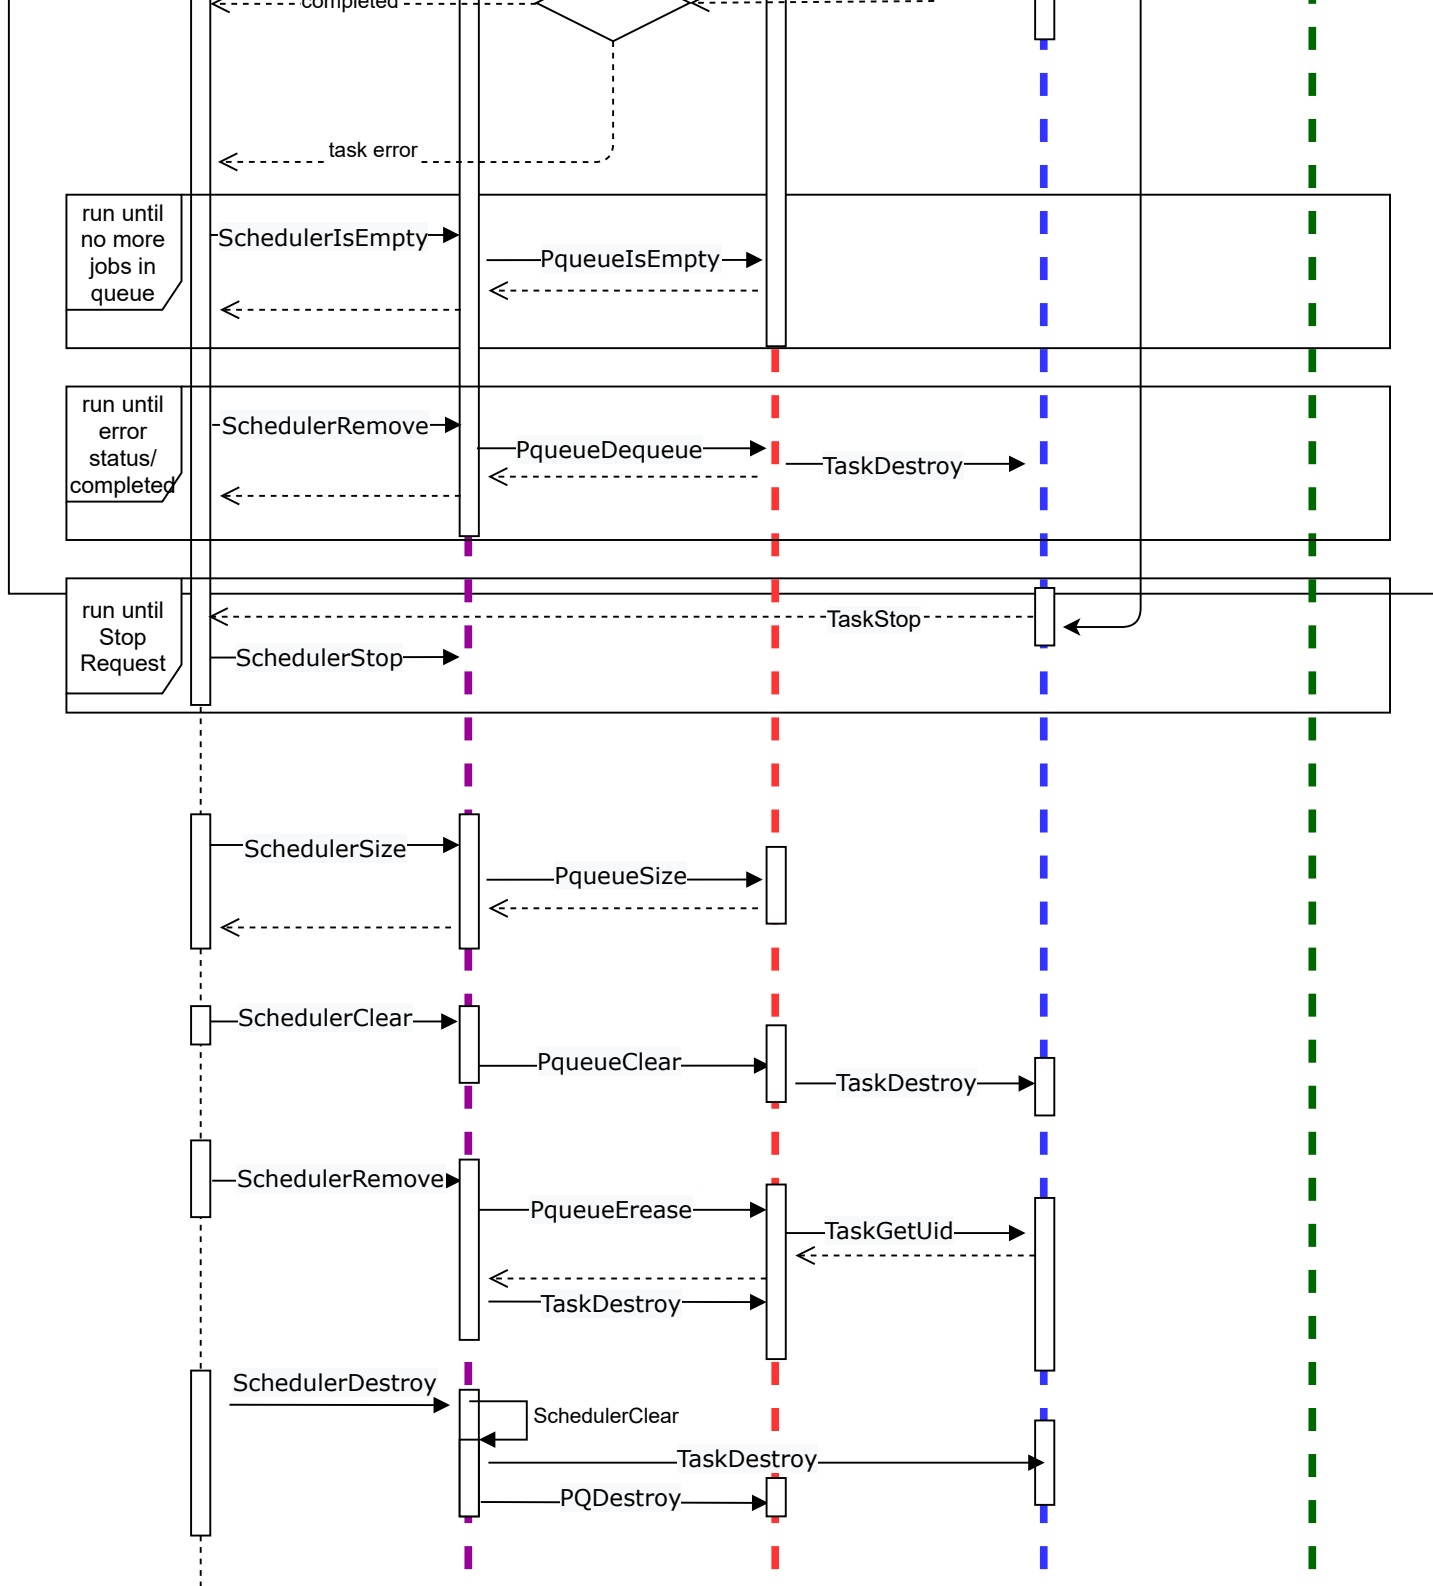 completed
task error
run until
no more
jobs in
queue
SchedulerIsEmpty
PqueueIsEmpty
run until
error
status/
completed
SchedulerRemove
PqueueDequeue
TaskDestroy
run until
Stop
Request
TaskStop
SchedulerStop
SchedulerSize
PqueueSize
SchedulerClear
PqueueClear
TaskDestroy
SchedulerRemove
PqueueErease
TaskGetUid
TaskDestroy
SchedulerDestroy
SchedulerClear
TaskDestroy
PQDestroy